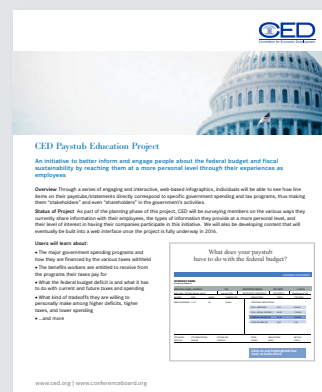 CED
Committee for Economic Development
CED Paystub Education Project
An initiative to better inform and engage people about the federal budget and fiscal
sustainability by reaching them at a more personal level through their experiences as
employees
Overview Through a series of engaging and interactive, web-based infographics, individuals will be able to see how line
items on their paystubs/statements directly correspond to specific government spending and tax programs, thus making
them "stakeholders" and even "shareholders" in the government's activities.
Status of Project As part of the planning phase of this project, CED will be surveying members on the various ways they
currently share information with their employees, the types of information they provide at a more personal level, and
their level of interest in having their companies participate in this initiative. We will also be developing content that will
eventually be built into a web interface once the project is fully underway in 2016.
Users will learn about:
• The major government spending programs and
how they are financed by the various taxes withheld
• The benefits workers are entitled to receive from
the programs their taxes pay for
• What the federal budget deficit is and what it has
to do with current and future taxes and spending
• What kind of tradeoffs they are willing to
personally make among higher deficits, higher
taxes, and lower spending
• ...and more
What does your paystub
have to do with the federal budget?
www.ced.org | www.conferenceboard.org